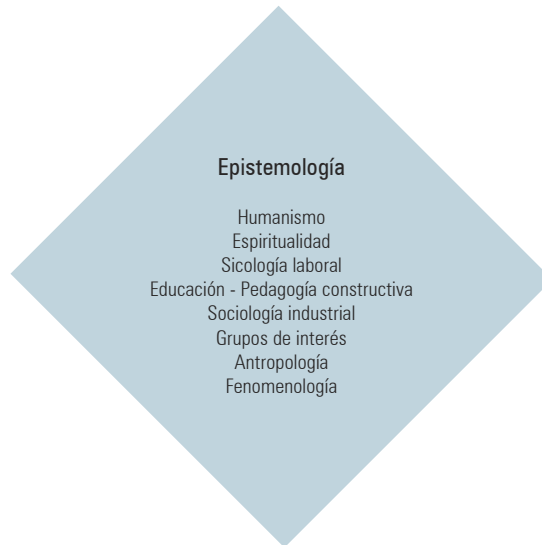 Epistemología
Humanismo
Espiritualidad
Sicología laboral
Educación - Pedagogía constructiva
Sociología industrial
Grupos de interés
Antropología
Fenomenología